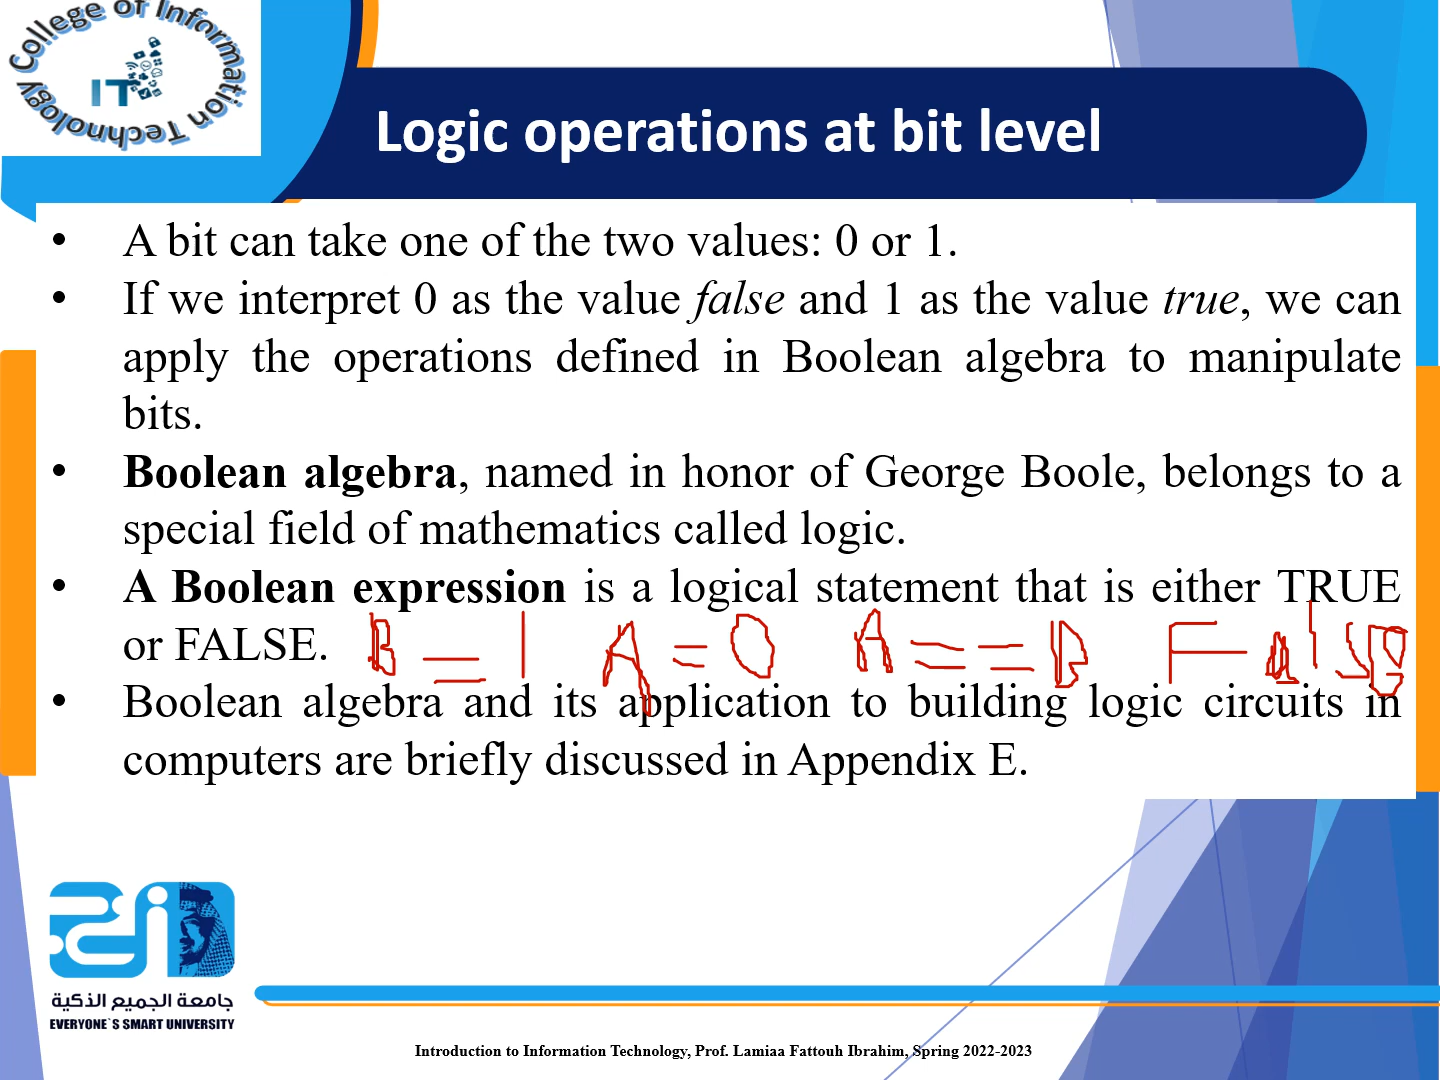 College of Information Technology
IT
Logic operations at bit level
• A bit can take one of the two values: 0 or 1.
• If we interpret 0 as the value false and 1 as the value true, we can
apply the operations defined in Boolean algebra to manipulate
bits.
• Boolean algebra, named in honor of George Boole, belongs to a
special field of mathematics called logic.
• A Boolean expression is a logical statement that is either TRUE
or FALSE. B = 1 A = 0 A == B False
• Boolean algebra and its application to building logic circuits in
computers are briefly discussed in Appendix E.
جامعة الجميع الذكية
EVERYONE`S SMART UNIVERSITY
Introduction to Information Technology, Prof. Lamiaa Fattouh Ibrahim, Spring 2022-2023